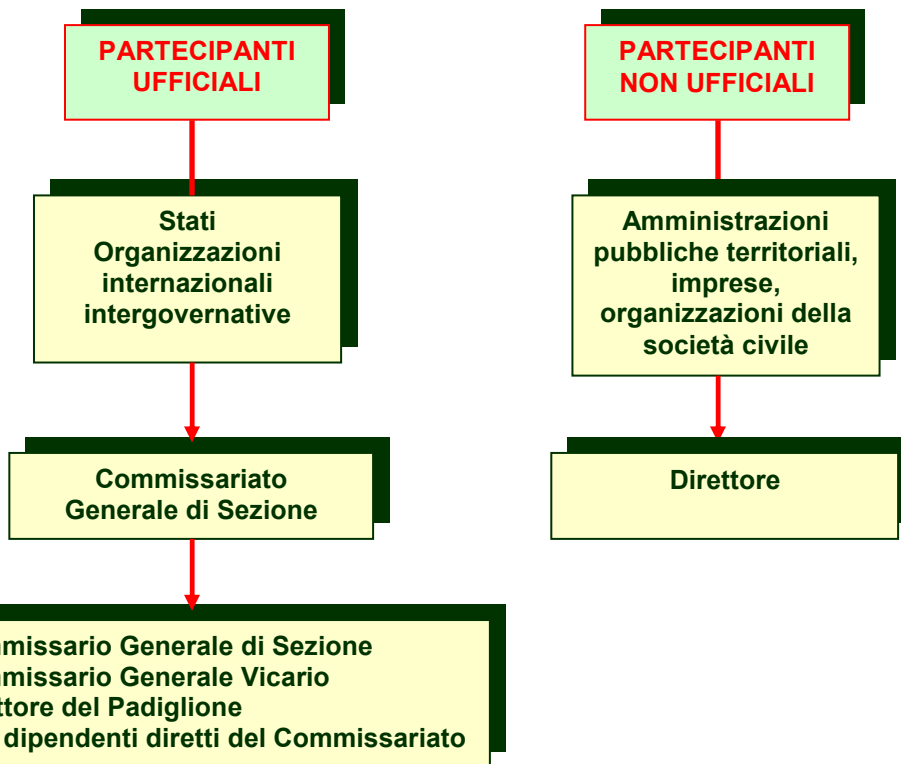 PARTECIPANTI
UFFICIALI
PARTECIPANTI
NON UFFICIALI
Stati
Organizzazioni
internazionali
intergovernative
Amministrazioni
pubbliche territoriali,
imprese,
organizzazioni della
società civile
Commissariato
Generale di Sezione
Direttore
Generale di Sezione
Generale Vicario
del Padiglione
dipendenti diretti del Commissariato